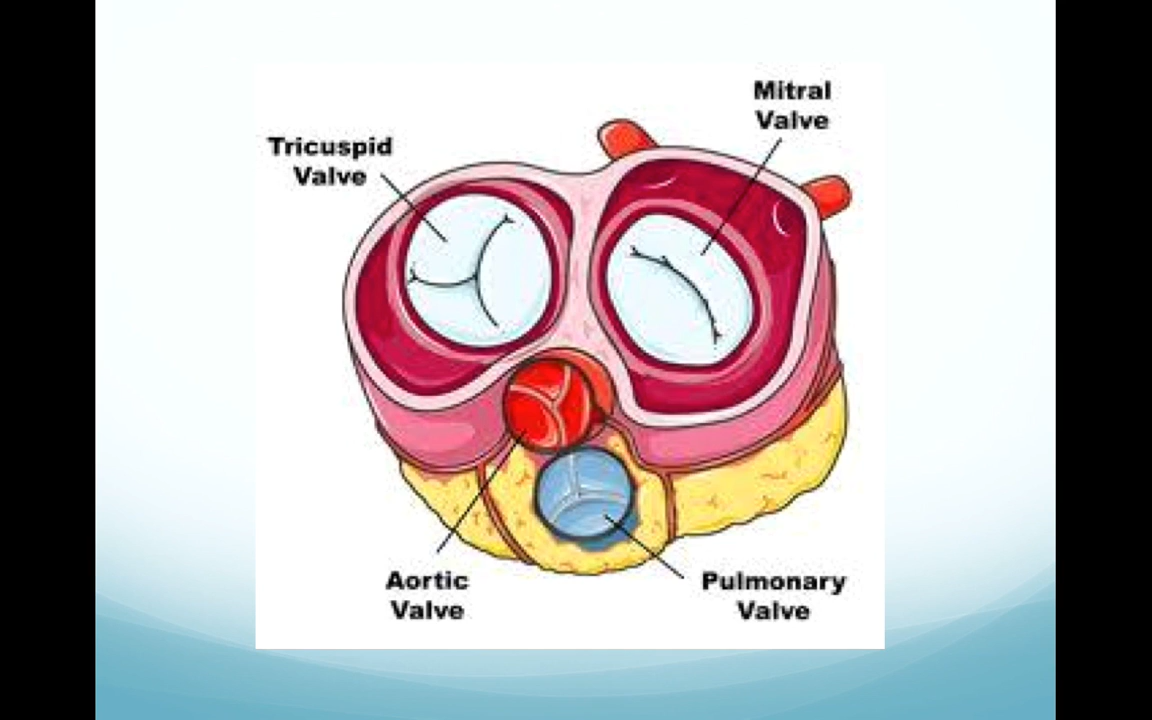 Mitral
Valve
Tricuspid
Valve
Aortic
Valve
Pulmonary
Valve